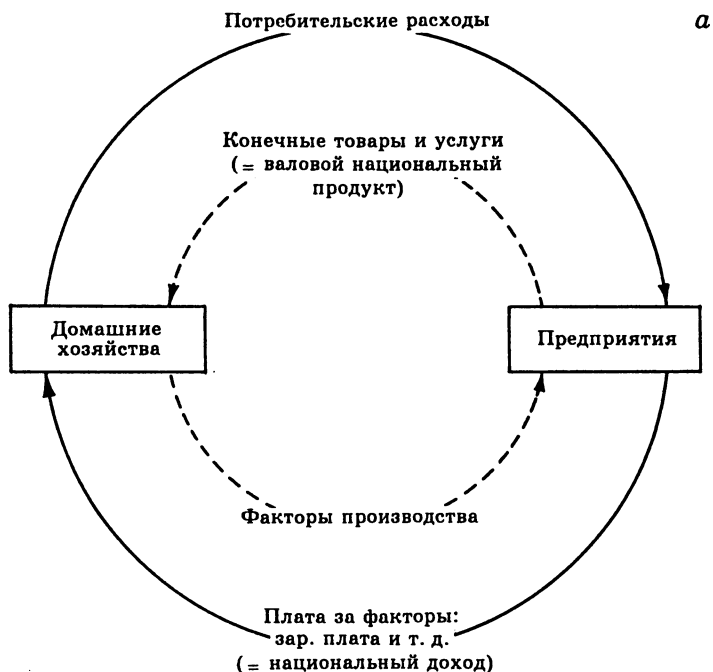 Потребительские расходы
а
Конечные товары и услуги
(= валовой национальный
продукт)
Домашние
хозяйства
Предприятия
Факторы производства
Плата за факторы:
зар. плата и т. д.
(= национальный доход)